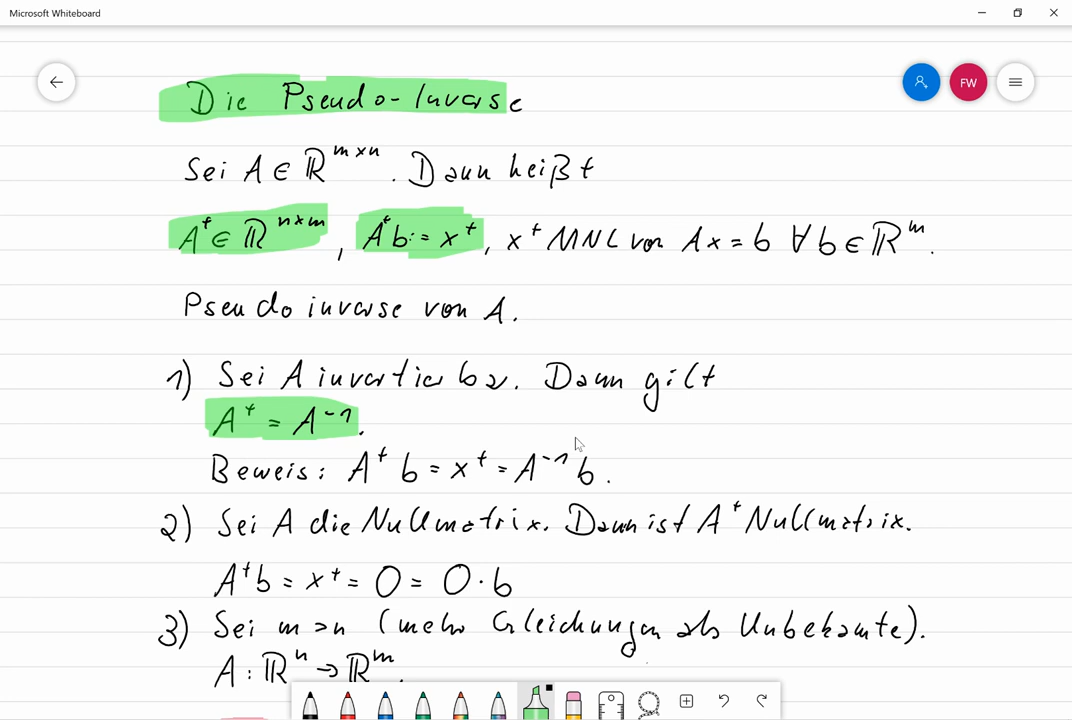 Microsoft Whiteboard
FW
Die Pseudo-Inverse
Sei A ∈ ℝ^{m×n}. Dann heißt
A⁺ ∈ ℝ^{n×m}, A⁺b := x⁺, x⁺ MNL von Ax = b ∀ b ∈ ℝ^m.
Pseudoinverse von A.
1) Sei A invertierbar. Dann gilt
A⁺ = A⁻¹.
Beweis: A⁺b = x⁺ = A⁻¹b.
2) Sei A die Nullmatrix. Dann ist A⁺ Nullmatrix.
A⁺b = x⁺ = 0 = 0·b
3) Sei m > n (mehr Gleichungen als Unbekannte).
A : ℝⁿ → ℝ^m.